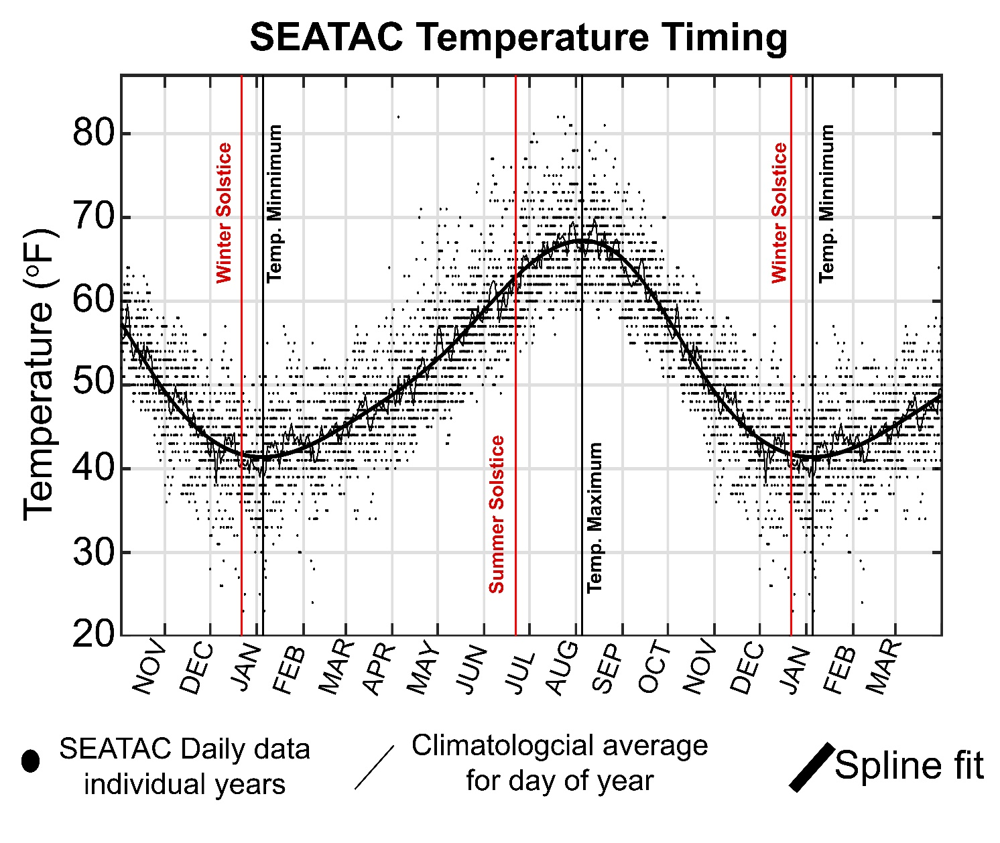 SEATAC Temperature Timing
Temperature (ºF)
80
70
60
50
40
30
20
Winter Solstice
Temp. Minnimum
Summer Solstice
Temp. Maximum
Winter Solstice
Temp. Minnimum
NOV
DEC
JAN
FEB
MAR
APR
MAY
JUN
JUL
AUG
SEP
OCT
NOV
DEC
JAN
FEB
MAR
SEATAC Daily data
individual years
Climatologcial average
for day of year
Spline fit